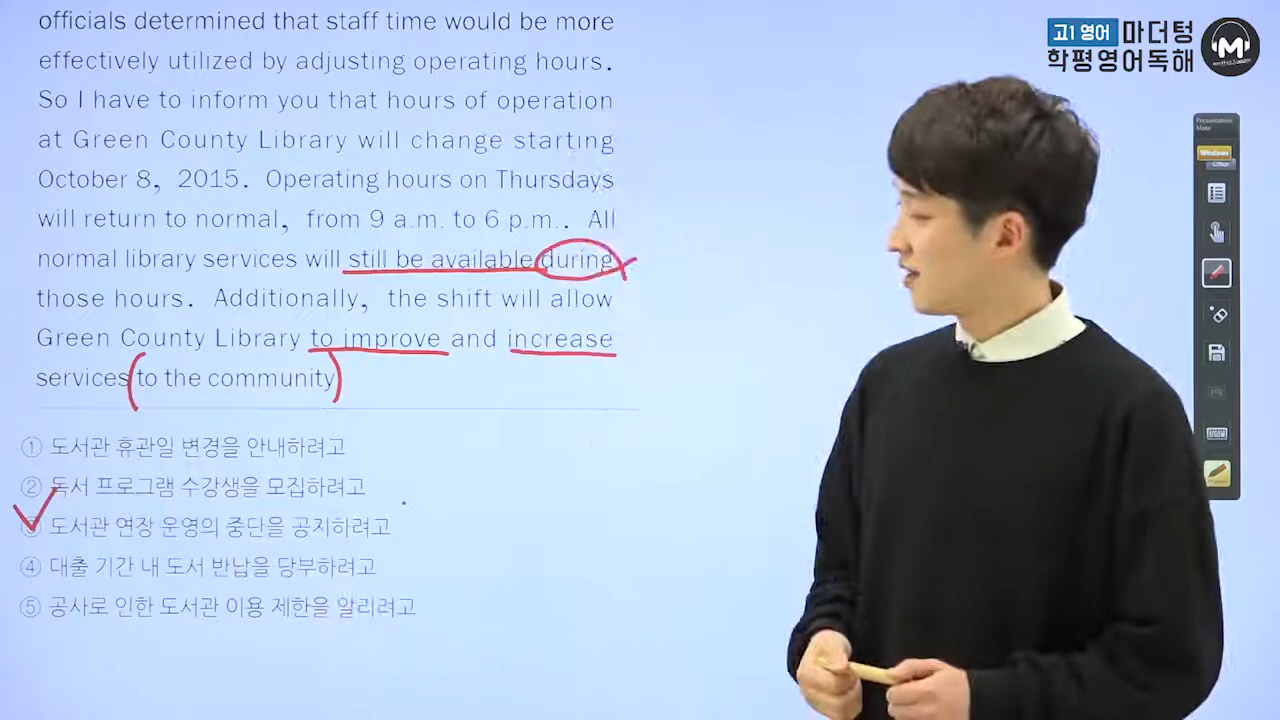 officials determined that staff time would be more
effectively utilized by adjusting operating hours.
So I have to inform you that hours of operation
at Green County Library will change starting
October 8, 2015. Operating hours on Thursdays
will return to normal, from 9 a.m. to 6 p.m.. All
normal library services will still be available during
those hours. Additionally, the shift will allow
Green County Library to improve and increase
services to the community
① 도서관 휴관일 변경을 안내하려고
② 독서 프로그램 수강생을 모집하려고
③ 도서관 연장 운영의 중단을 공지하려고
④ 대출 기간 내 도서 반납을 당부하려고
⑤ 공사로 인한 도서관 이용 제한을 알리려고
고1 영어 마더텅
학평영어독해
M
Presentation
Mate
Windows
Office